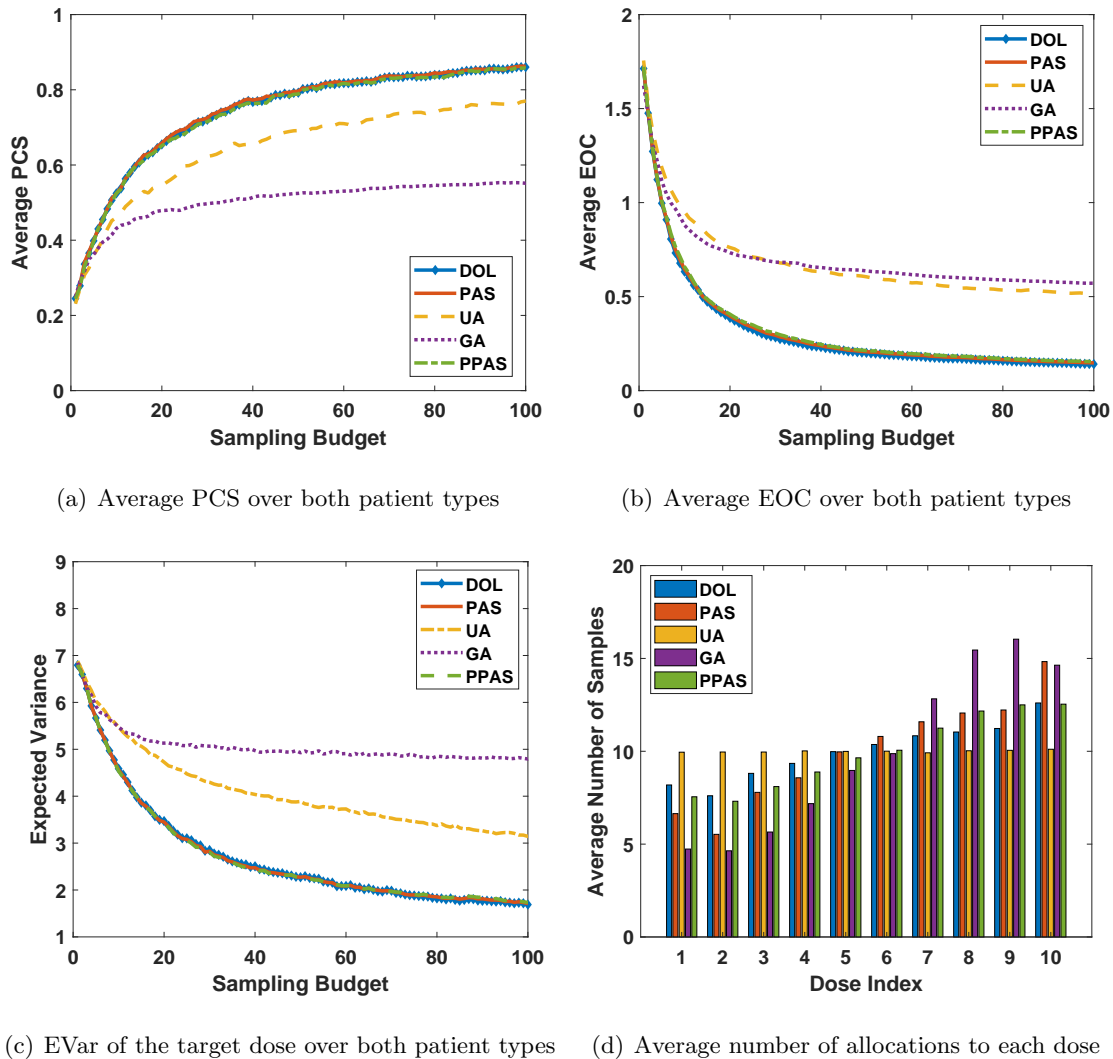 1
0.8
0.6
0.4
0.2
0
0 20 40 60 80 100
Average PCS
Sampling Budget
DOL
PAS
UA
GA
PPAS
(a) Average PCS over both patient types
2
1.5
1
0.5
0
0 20 40 60 80 100
Average EOC
Sampling Budget
DOL
PAS
UA
GA
PPAS
(b) Average EOC over both patient types
9
8
7
6
5
4
3
2
1
0 20 40 60 80 100
Expected Variance
Sampling Budget
DOL
PAS
UA
GA
PPAS
(c) EVar of the target dose over both patient types
20
15
10
5
0
1 2 3 4 5 6 7 8 9 10
Average Number of Samples
Dose Index
DOL
PAS
UA
GA
PPAS
(d) Average number of allocations to each dose